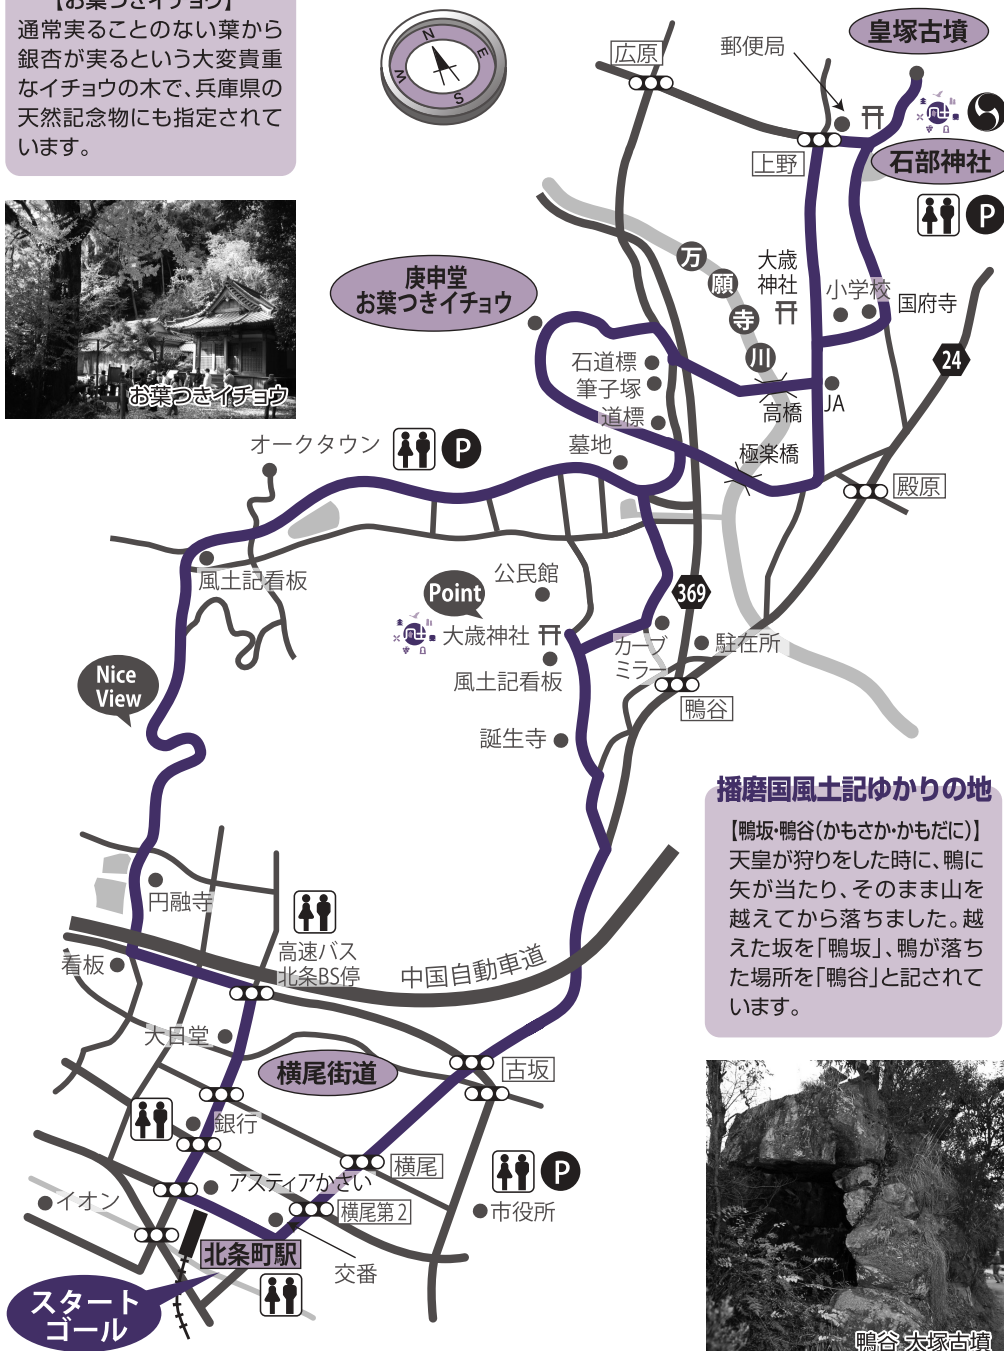 【お葉つきイチョウ】
通常実ることのない葉から
銀杏が実るという大変貴重
なイチョウの木で、兵庫県の
天然記念物にも指定されて
います。
お葉つきイチョウ
N
E
S
W
広原
郵便局
皇塚古墳
上野
石部神社
P
万願寺川
大歳
神社
小学校
国府寺
24
庚申堂
お葉つきイチョウ
石道標
筆子塚
道標
墓地
高橋
JA
極楽橋
殿原
オークタウン
P
風土記看板
公民館
Point
大歳神社
風土記看板
369
カーブ
ミラー
駐在所
鴨谷
誕生寺
Nice
View
円融寺
看板
高速バス
北条BS停
中国自動車道
大日堂
横尾街道
古坂
銀行
横尾
アスティアかさい
横尾第2
P
市役所
イオン
北条町駅
交番
スタート
ゴール
播磨国風土記ゆかりの地
【鴨坂・鴨谷(かもさか・かもだに)】
天皇が狩りをした時に、鴨に
矢が当たり、そのまま山を
越えてから落ちました。越
えた坂を「鴨坂」、鴨が落ち
た場所を「鴨谷」と記されて
います。
鴨谷 大塚古墳